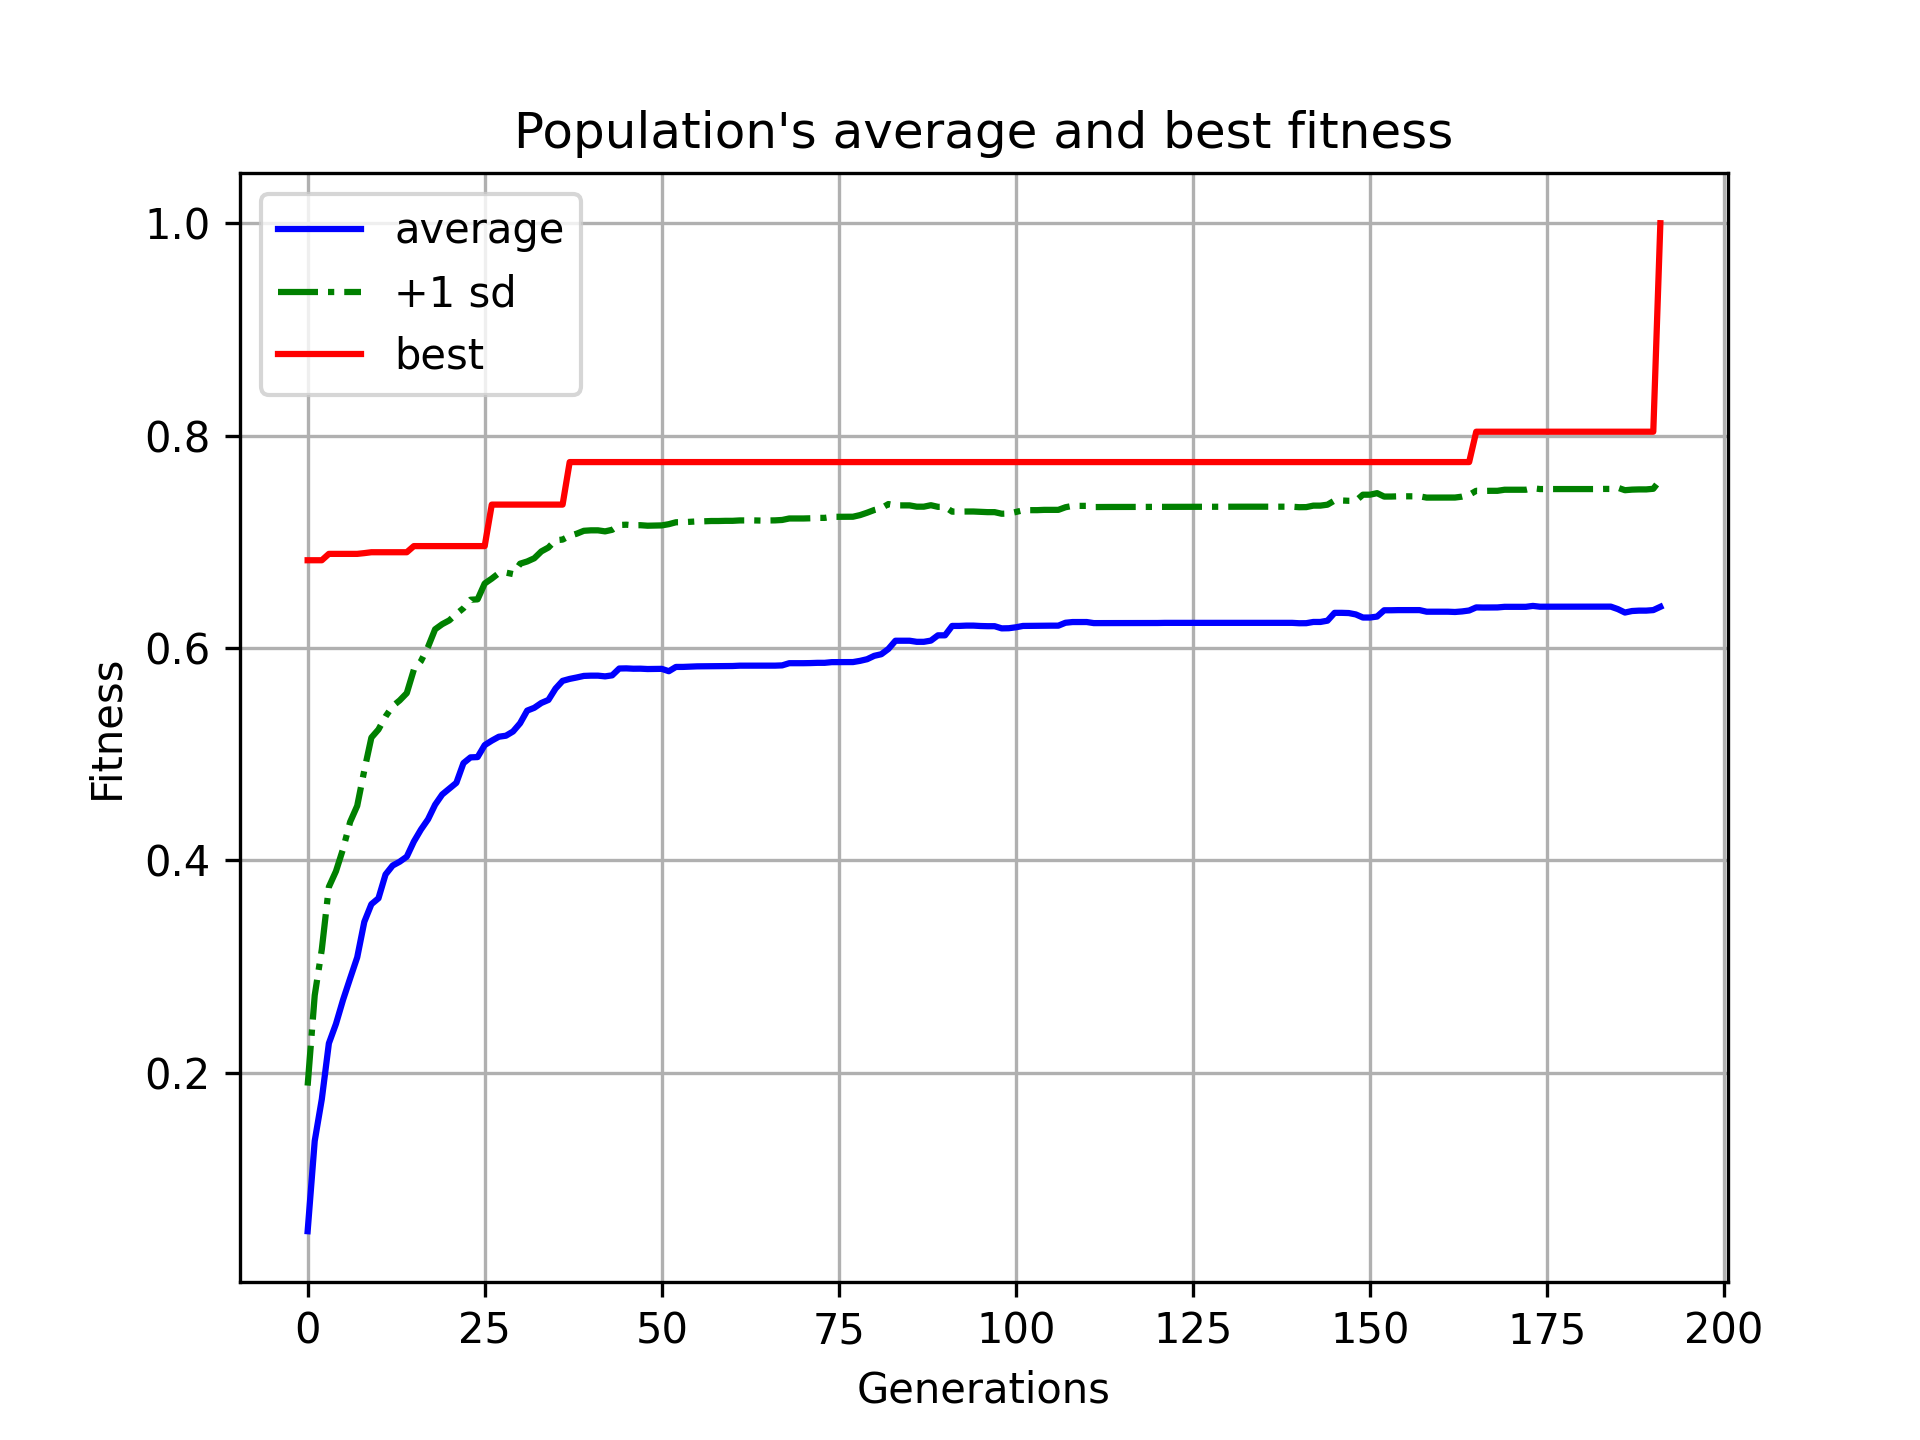 Population's average and best fitness
average
+1 sd
best
1.0
0.8
0.6
0.4
0.2
Fitness
0 25 50 75 100 125 150 175 200
Generations